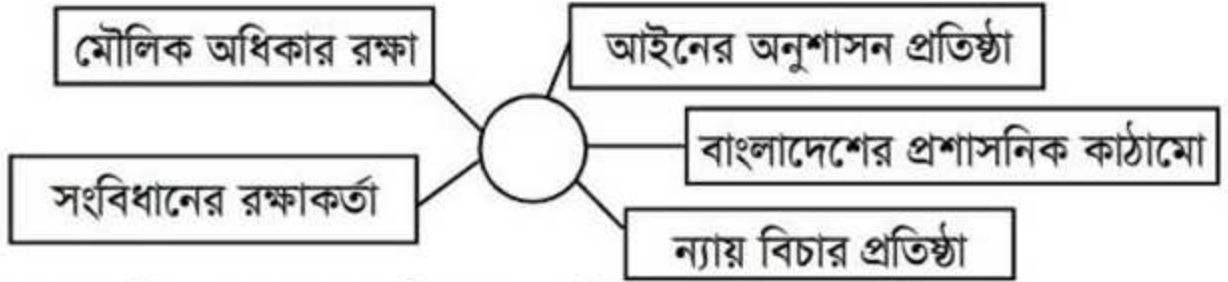 মৌলিক অধিকার রক্ষা
আইনের অনুশাসন প্রতিষ্ঠা
বাংলাদেশের প্রশাসনিক কাঠামো
সংবিধানের রক্ষাকর্তা
ন্যায় বিচার প্রতিষ্ঠা